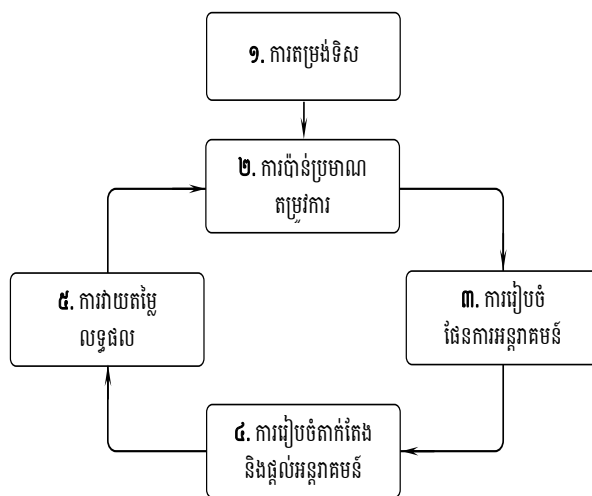 ១. ការតម្រង់ទិស
២. ការប៉ាន់ប្រមាណ
តម្រូវការ
៣. ការរៀបចំ
ផែនការអន្តរាគមន៍
៤. ការរៀបចំតាក់តែង
និងផ្តល់អន្តរាគមន៍
៥. ការវាយតម្លៃ
លទ្ធផល